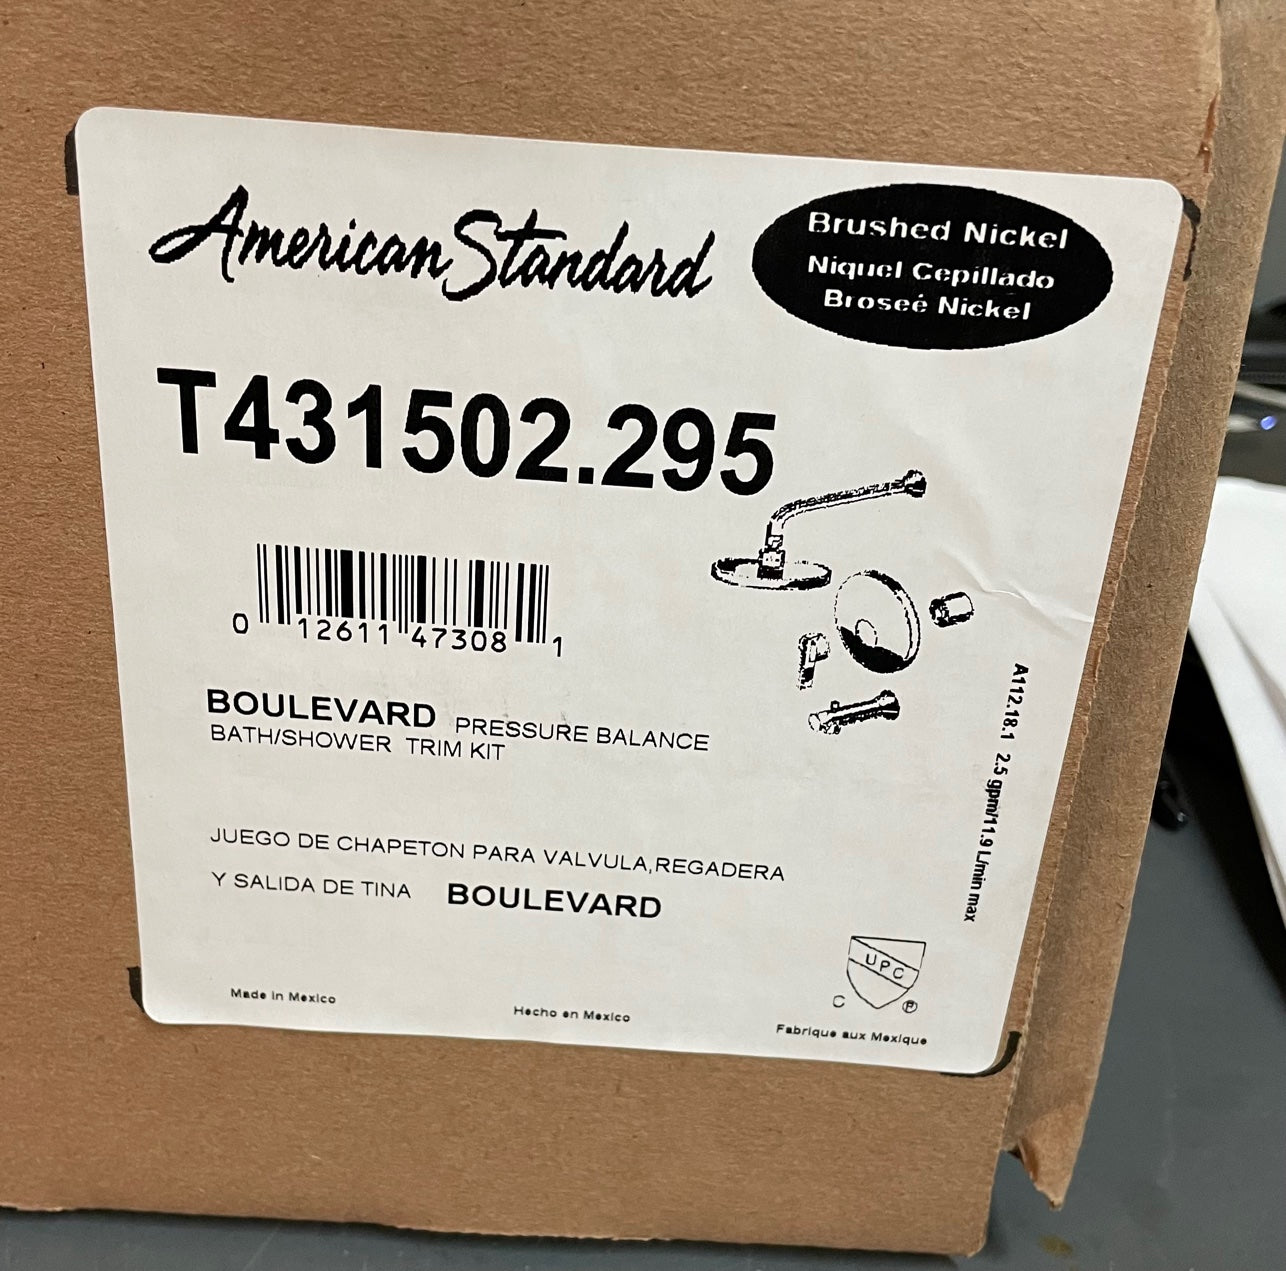 American Standard
Brushed Nickel
Niquel Cepillado
Broseé Nickel
T431502.295
0 12611 47308 1
BOULEVARD PRESSURE BALANCE
BATH/SHOWER TRIM KIT
A112.18.1 2.5 gpm/11.9 L/min max
JUEGO DE CHAPETON PARA VALVULA,REGADERA
Y SALIDA DE TINA BOULEVARD
UPC
C P
Made in Mexico
Hecho en Mexico
Fabrique aux Mexique